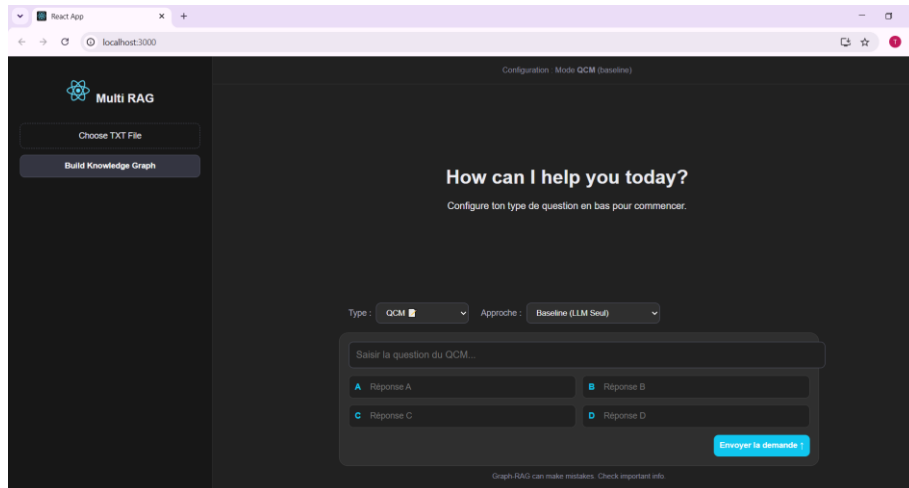 React App
localhost:3000
T
Multi RAG
Choose TXT File
Build Knowledge Graph
Configuration : Mode QCM (baseline)
How can I help you today?
Configure ton type de question en bas pour commencer.
Type : QCM Approche : Baseline (LLM Seul)
Saisir la question du QCM...
A Réponse A B Réponse B
C Réponse C D Réponse D
Envoyer la demande ↑
Graph-RAG can make mistakes. Check important info.